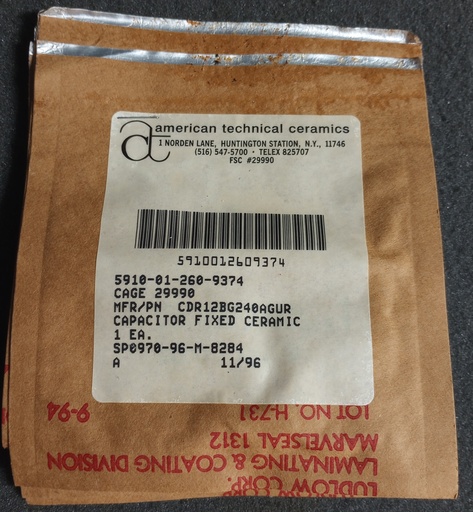 american technical ceramics
1 NORDEN LANE, HUNTINGTON STATION, N.Y., 11746
(516) 547-5700 · TELEX 825707
FSC #29990
5910012609374
5910-01-260-9374
CAGE 29990
MFR/PN CDR12BG240AGUR
CAPACITOR FIXED CERAMIC
1 EA.
SP0970-96-M-8284
A 11/96
LUDLOW CORP.
LAMINATING & COATING DIVISION
MARVELSEAL 1312
LOT NO. H-731 9-94